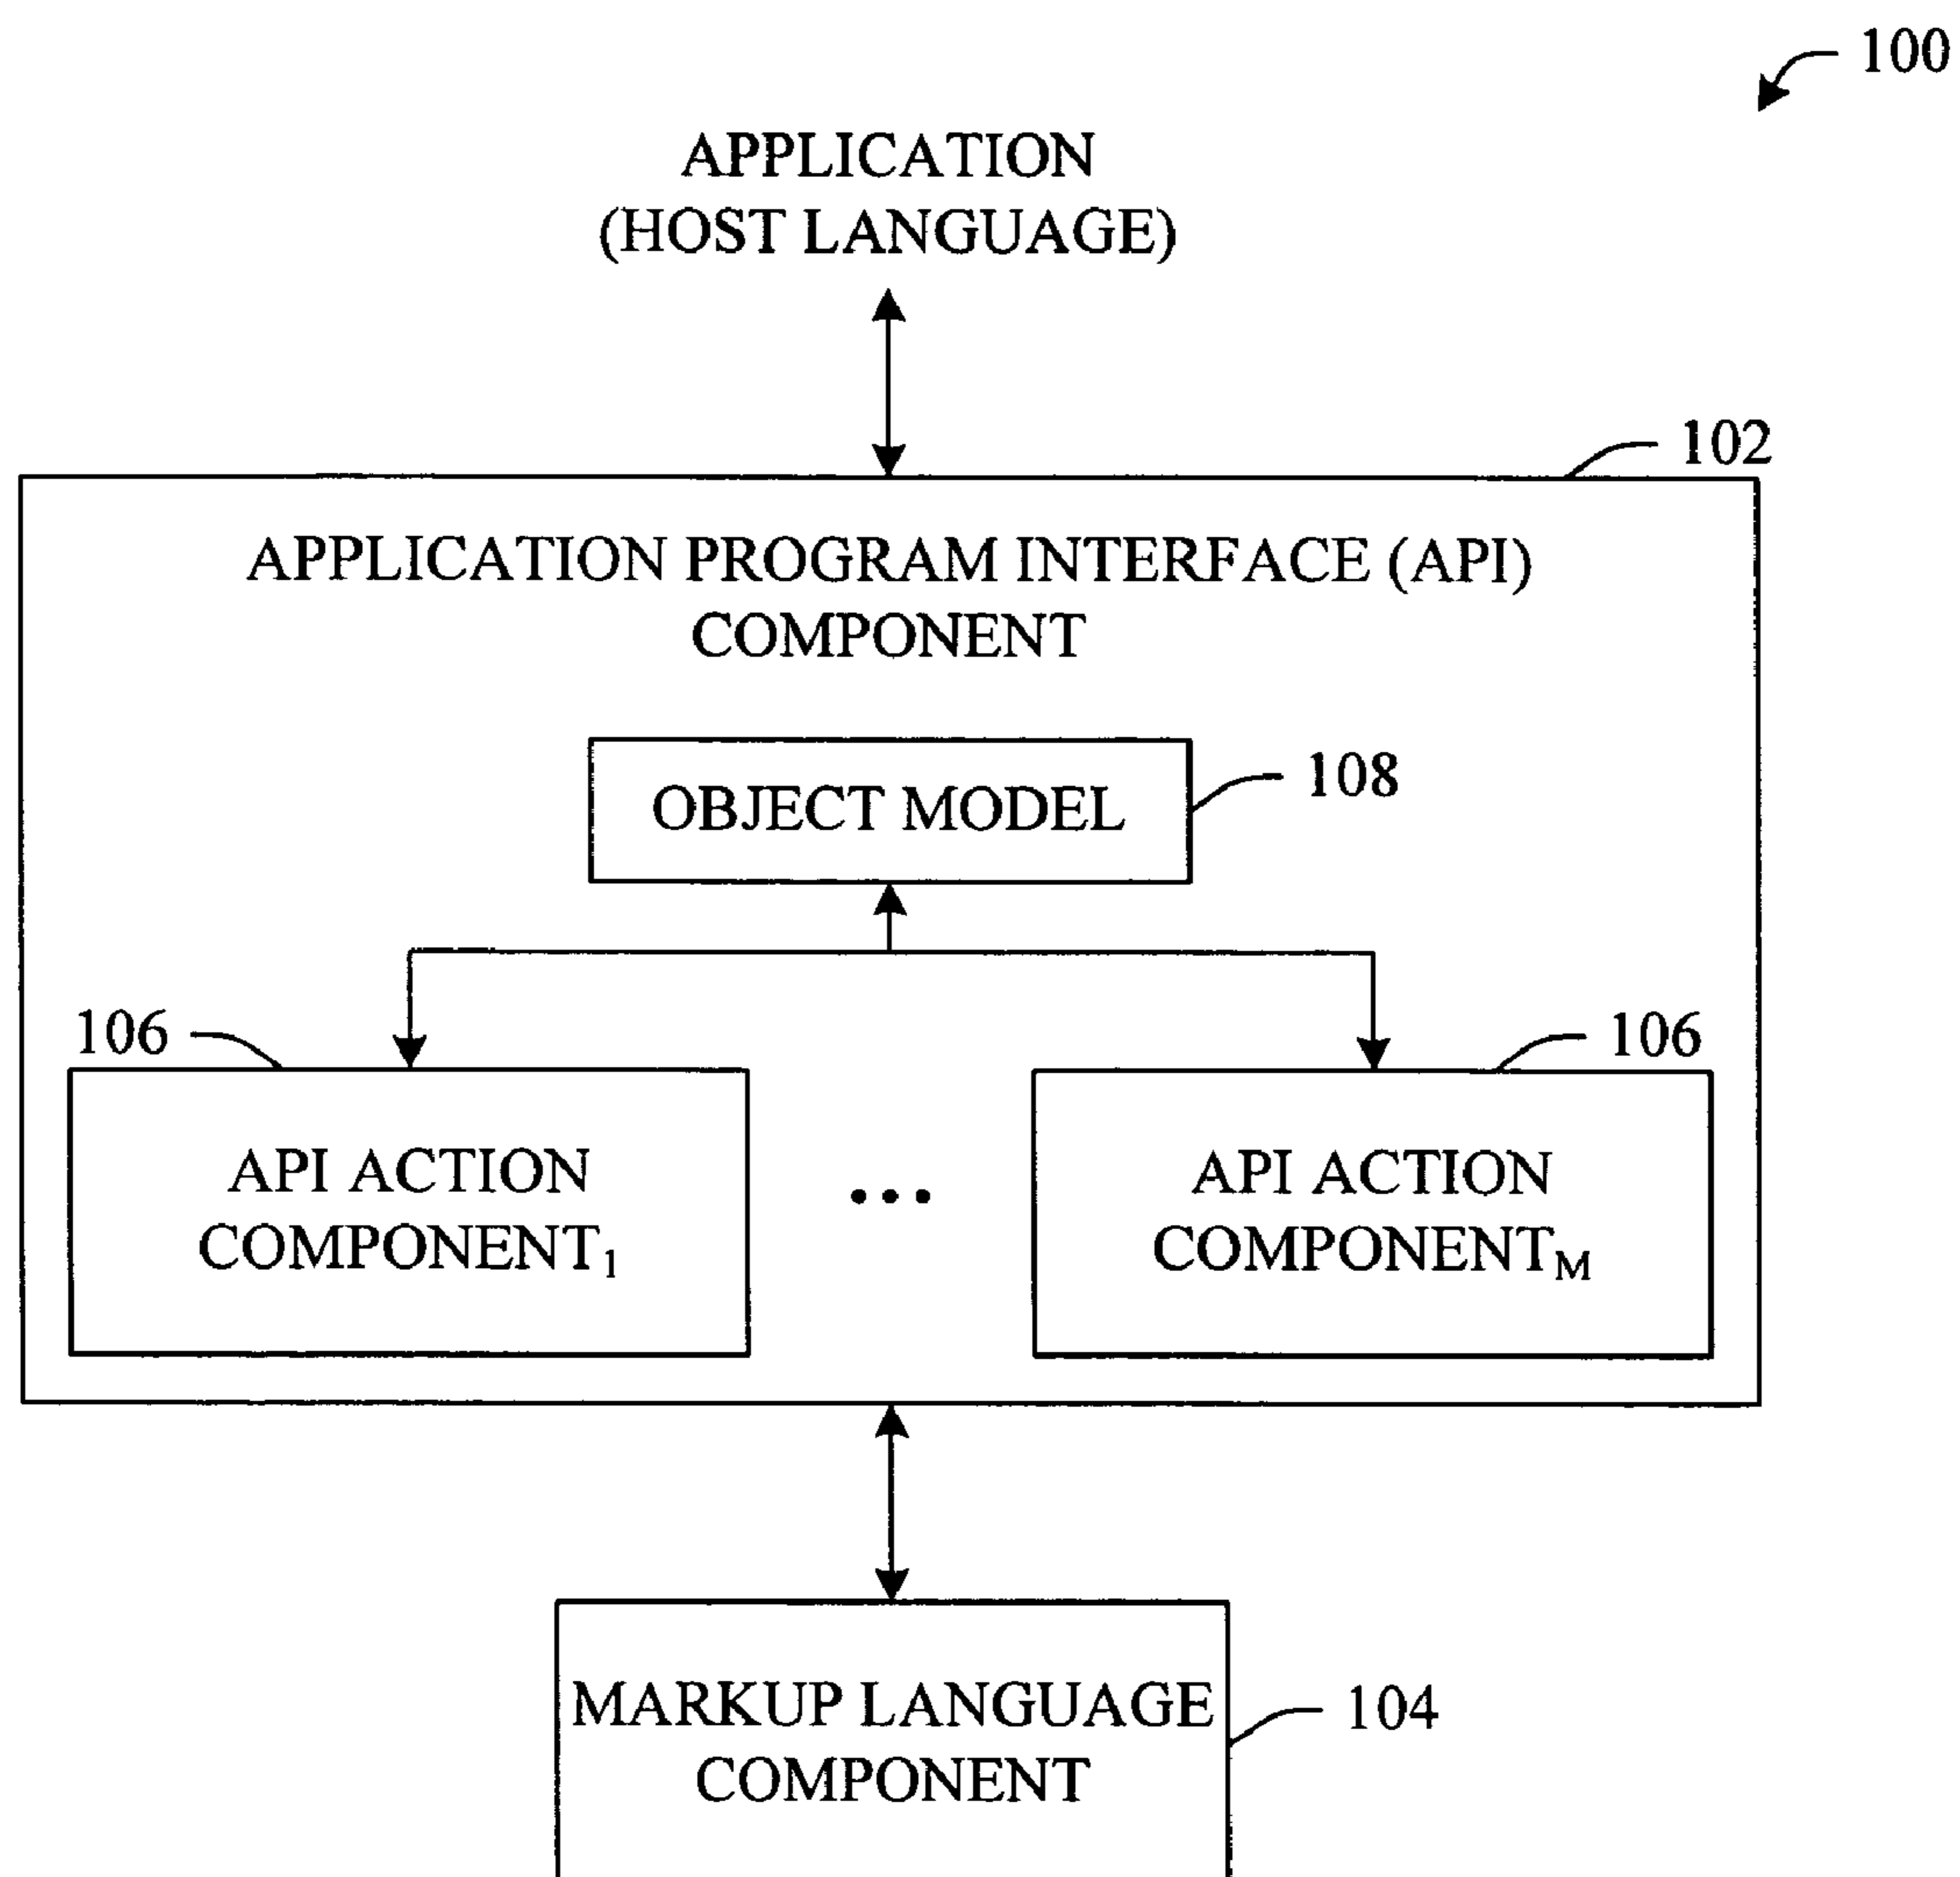 100
APPLICATION
(HOST LANGUAGE)
102
APPLICATION PROGRAM INTERFACE (API)
COMPONENT
OBJECT MODEL
108
106
106
API ACTION
COMPONENT1
...
API ACTION
COMPONENTM
MARKUP LANGUAGE
COMPONENT
104